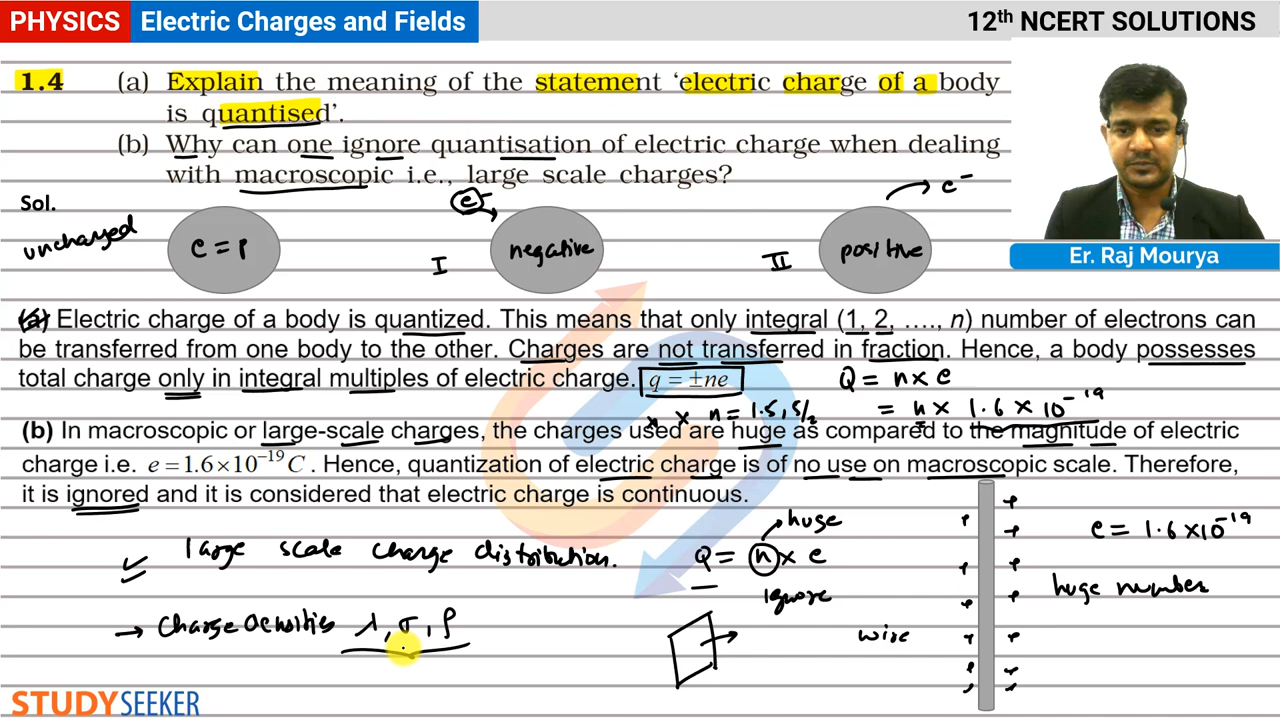 PHYSICS Electric Charges and Fields 12th NCERT SOLUTIONS
1.4 (a) Explain the meaning of the statement 'electric charge of a body
is quantised'.
(b) Why can one ignore quantisation of electric charge when dealing
with macroscopic i.e., large scale charges?
Sol.
uncharged
e = p
I
e-
negative
II
positive
e-
Er. Raj Mourya
(a) Electric charge of a body is quantized. This means that only integral (1, 2, …., n) number of electrons can
be transferred from one body to the other. Charges are not transferred in fraction. Hence, a body possesses
total charge only in integral multiples of electric charge. q = ±ne
Q = n × e
= n × 1.6 × 10-19
× × n = 1.5, 5/2
(b) In macroscopic or large-scale charges, the charges used are huge as compared to the magnitude of electric
charge i.e. e = 1.6×10-19 C. Hence, quantization of electric charge is of no use on macroscopic scale. Therefore,
it is ignored and it is considered that electric charge is continuous.
large scale charge distribution.
huge
Q = n × e
ignore
e = 1.6 × 10-19
huge number
→ Charge densities λ, σ, ρ
wire
+ + + + + + + + + + + +
STUDYSEEKER